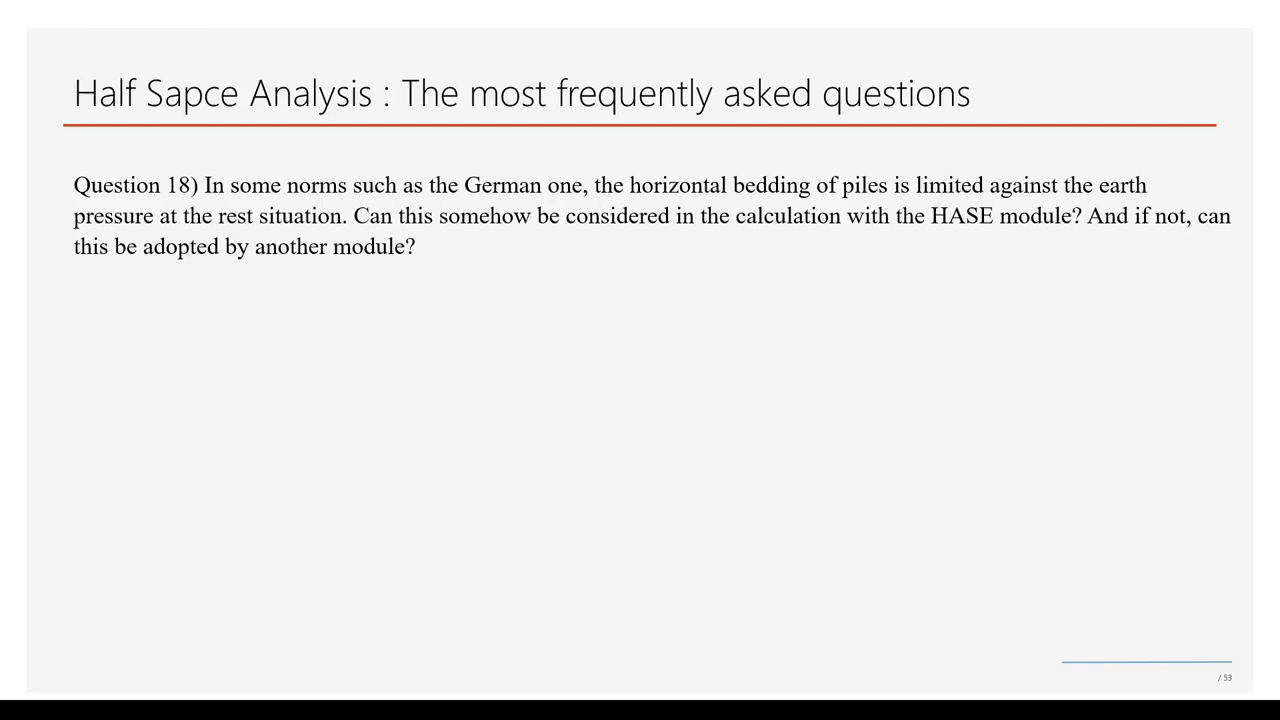 Half Sapce Analysis : The most frequently asked questions
Question 18) In some norms such as the German one, the horizontal bedding of piles is limited against the earth
pressure at the rest situation. Can this somehow be considered in the calculation with the HASE module? And if not, can
this be adopted by another module?
/ 53